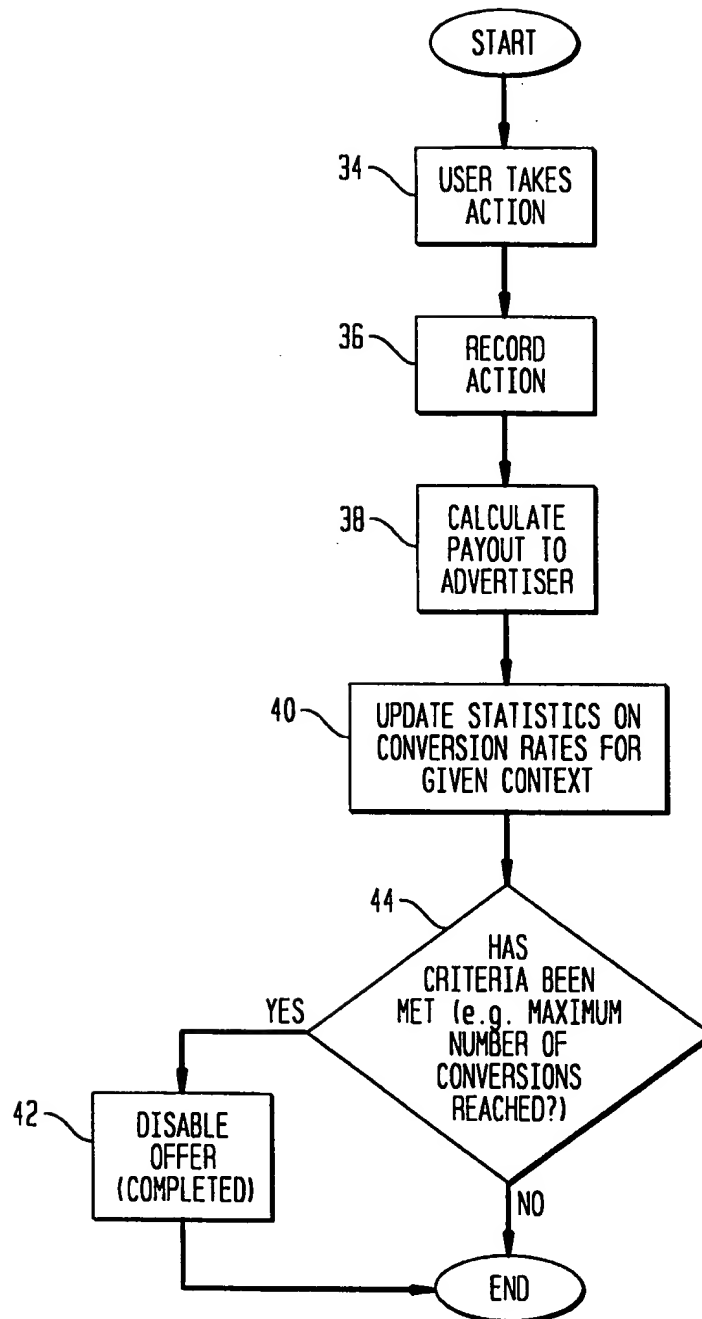 START
34
USER TAKES
ACTION
36
RECORD
ACTION
38
CALCULATE
PAYOUT TO
ADVERTISER
40
UPDATE STATISTICS ON
CONVERSION RATES FOR
GIVEN CONTEXT
44
HAS
CRITERIA BEEN
MET (e.g. MAXIMUM
NUMBER OF
CONVERSIONS
REACHED?)
YES
42
DISABLE
OFFER
(COMPLETED)
NO
END